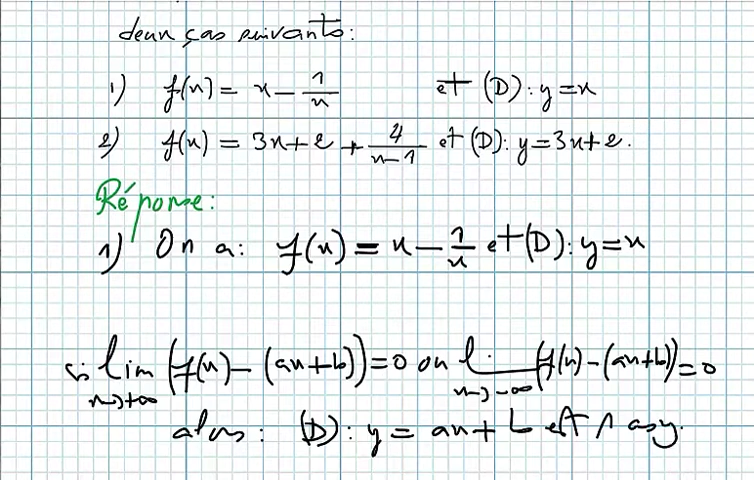 deux cas suivants:
1) f(x) = x - 1/x et (D): y = x
2) f(x) = 3x + 2 + 4/(x-1) et (D): y = 3x + 2.
Réponse:
1) On a: f(x) = x - 1/x et (D): y = x
si lim x→+∞ (f(x) - (ax+b)) = 0 ou lim x→-∞ (f(x) - (ax+b)) = 0
alors: (D): y = ax + b est 1 asy.